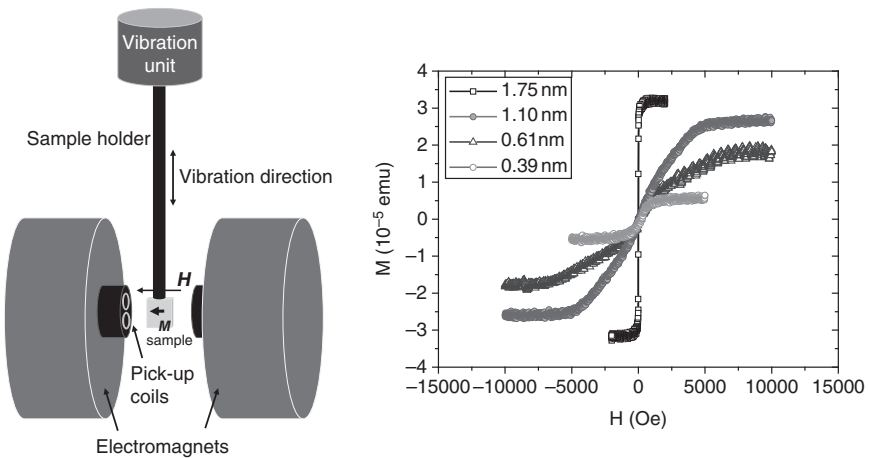 Vibration
unit
Sample holder
Vibration direction
H
M
sample
Pick-up
coils
Electromagnets
1.75 nm
1.10 nm
0.61nm
0.39 nm
M (10⁻⁵ emu)
4
3
2
1
0
−1
−2
−3
−4
−15000 −10000 −5000 0 5000 10000 15000
H (Oe)